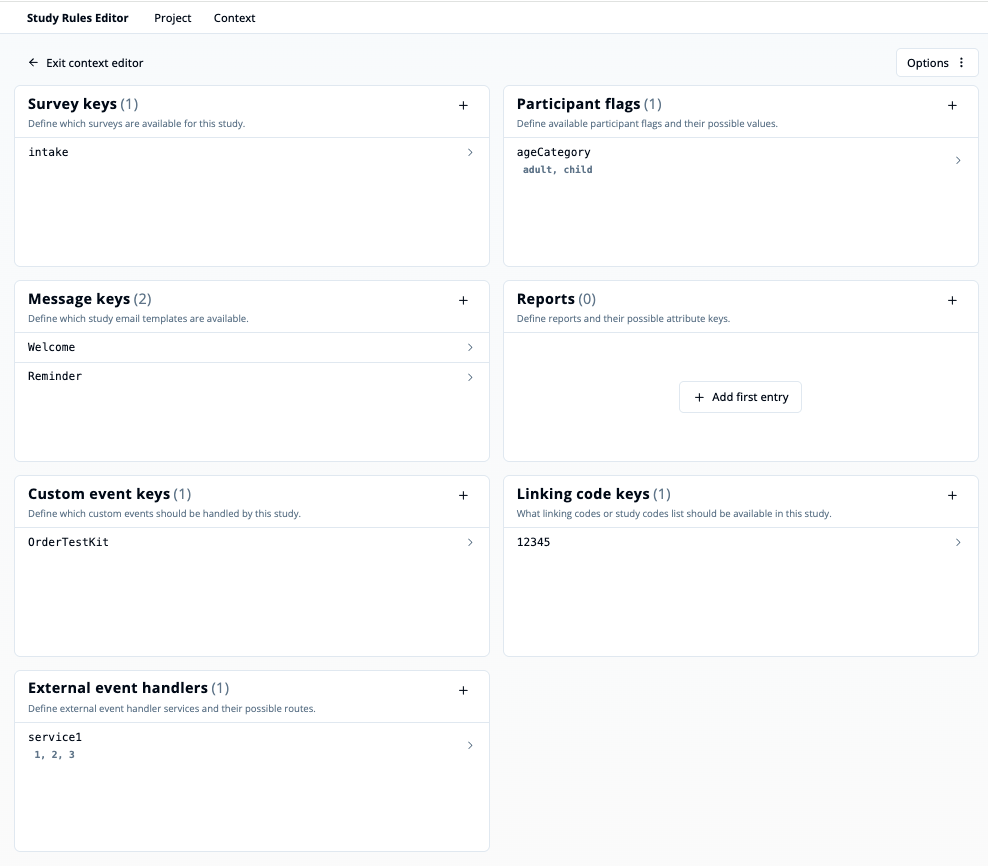 Study Rules Editor Project Context
Exit context editor
Options
Survey keys (1)
Define which surveys are available for this study.
intake
Participant flags (1)
Define available participant flags and their possible values.
ageCategory
adult, child
Message keys (2)
Define which study email templates are available.
Welcome
Reminder
Reports (0)
Define reports and their possible attribute keys.
Add first entry
Custom event keys (1)
Define which custom events should be handled by this study.
OrderTestKit
Linking code keys (1)
What linking codes or study codes list should be available in this study.
12345
External event handlers (1)
Define external event handler services and their possible routes.
service1
1, 2, 3